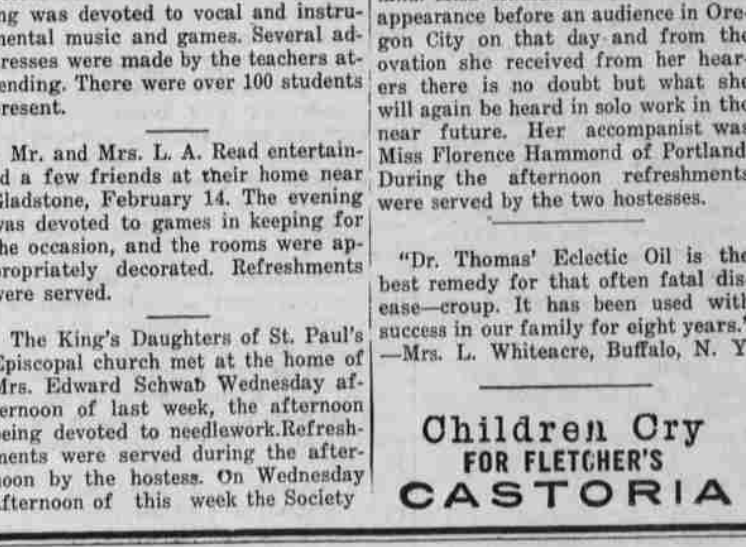 ng was devoted to vocal and instru-
mental music and games. Several ad-
resses were made by the teachers at-
ending. There were over 100 students
resent.
Mr. and Mrs. L. A. Read entertain-
d a few friends at their home near
Gladstone, February 14. The evening
was devoted to games in keeping for
he occasion, and the rooms were ap-
propriately decorated. Refreshments
were served.
The King's Daughters of St. Paul's
Episcopal church met at the home of
Mrs. Edward Schwab Wednesday af-
ernoon of last week, the afternoon
being devoted to needlework.Refresh-
ments were served during the after-
noon by the hostess. On Wednesday
afternoon of this week the Society
appearance before an audience in Ore-
gon City on that day and from the
ovation she received from her hear-
ers there is no doubt but what she
will again be heard in solo work in the
near future. Her accompanist was
Miss Florence Hammond of Portland
During the afternoon refreshments
were served by the two hostesses.
"Dr. Thomas' Eclectic Oil is the
best remedy for that often fatal dis
ease—croup. It has been used with
success in our family for eight years.
—Mrs. L. Whiteacre, Buffalo, N. Y
Children Cry
FOR FLETCHER'S
CASTORIA